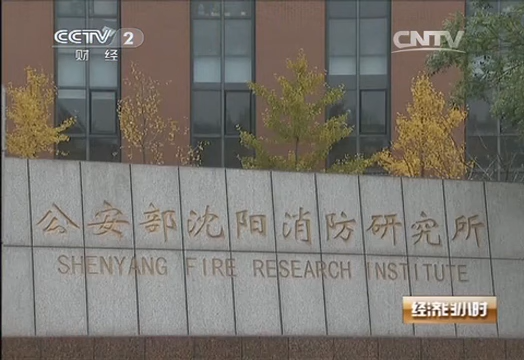 CCTV 2
财经
CNTV
公安部沈阳消防研究所
SHENYANG FIRE RESEARCH INSTITUTE
经济半小时